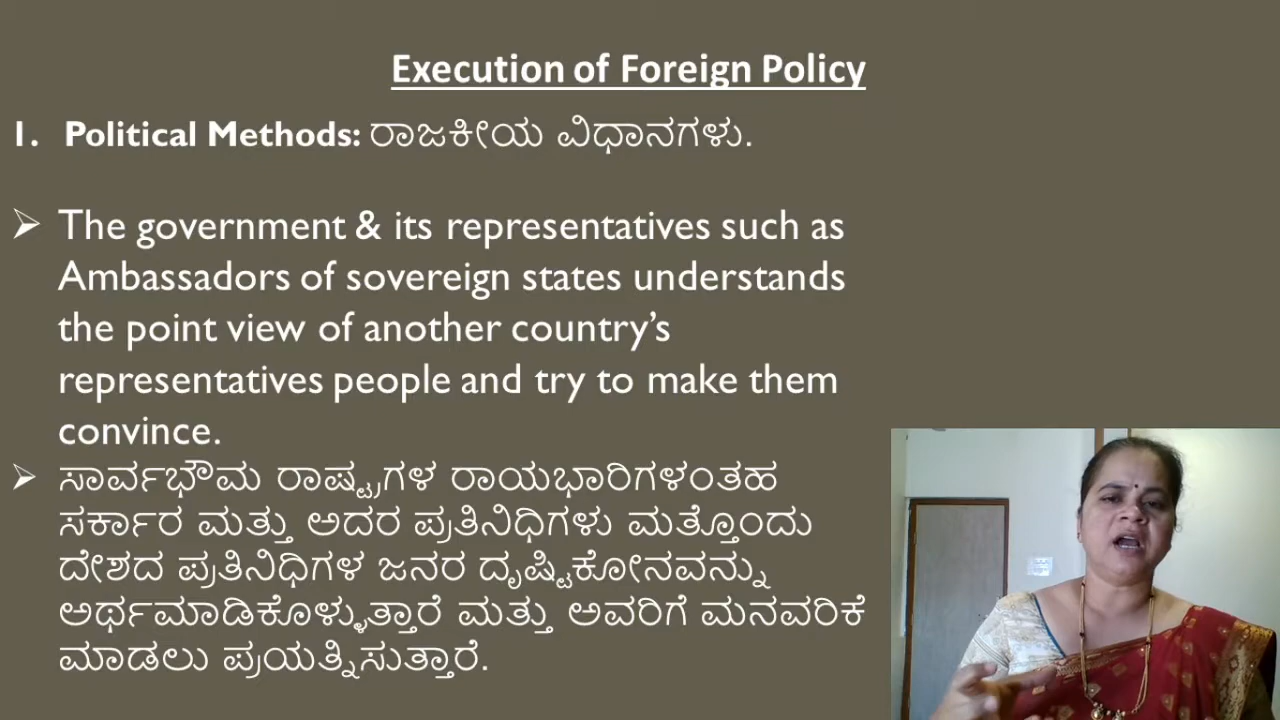 Execution of Foreign Policy
1. Political Methods: ರಾಜಕೀಯ ವಿಧಾನಗಳು.
➢ The government & its representatives such as
Ambassadors of sovereign states understands
the point view of another country’s
representatives people and try to make them
convince.
➢ ಸಾರ್ವಭೌಮ ರಾಷ್ಟ್ರಗಳ ರಾಯಭಾರಿಗಳಂತಹ
ಸರ್ಕಾರ ಮತ್ತು ಅದರ ಪ್ರತಿನಿಧಿಗಳು ಮತ್ತೊಂದು
ದೇಶದ ಪ್ರತಿನಿಧಿಗಳ ಜನರ ದೃಷ್ಟಿಕೋನವನ್ನು
ಅರ್ಥಮಾಡಿಕೊಳ್ಳುತ್ತಾರೆ ಮತ್ತು ಅವರಿಗೆ ಮನವರಿಕೆ
ಮಾಡಲು ಪ್ರಯತ್ನಿಸುತ್ತಾರೆ.